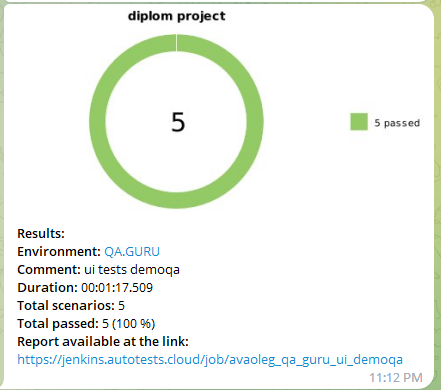 diplom project
5
5 passed
Results:
Environment: QA.GURU
Comment: ui tests demoqa
Duration: 00:01:17.509
Total scenarios: 5
Total passed: 5 (100 %)
Report available at the link:
https://jenkins.autotests.cloud/job/avaoleg_qa_guru_ui_demoqa
11:12 PM